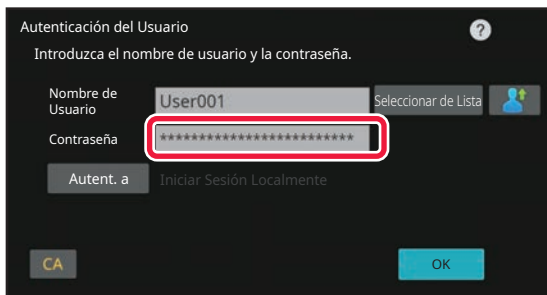 Autenticación del Usuario
?
Introduzca el nombre de usuario y la contraseña.
Nombre de
Usuario
User001
Seleccionar de Lista
Contraseña
*************************
Autent. a
Iniciar Sesión Localmente
CA
OK